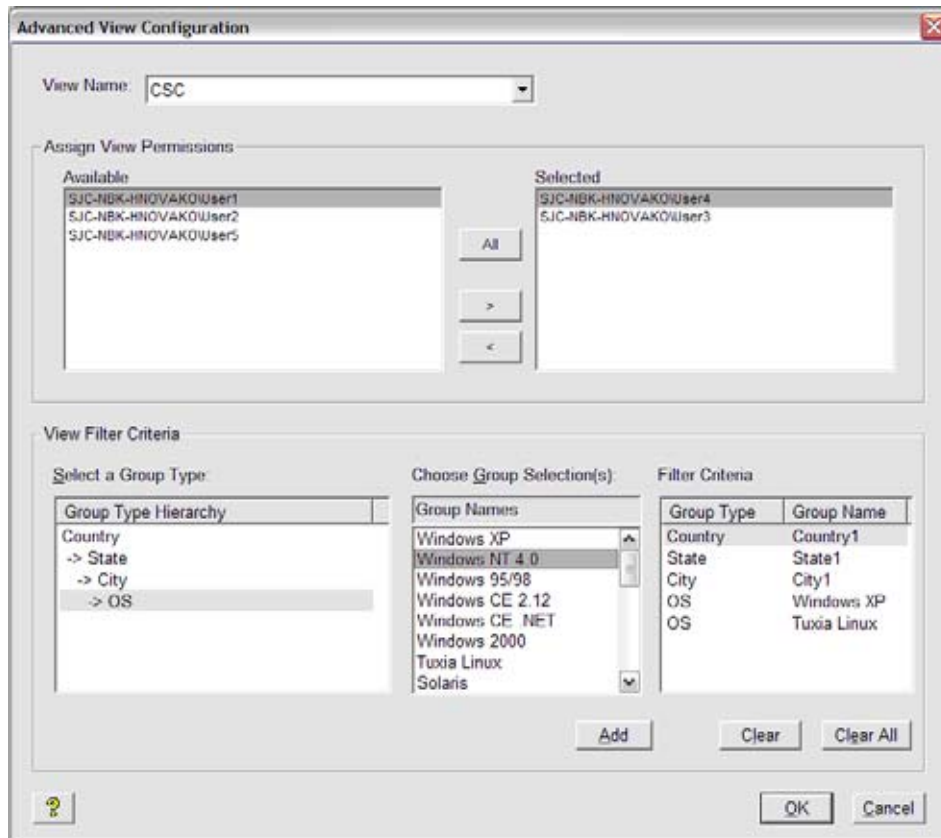 Advanced View Configuration
View Name: CSC
Assign View Permissions
Available
SJC-NBK-HNOVAKO\User1
SJC-NBK-HNOVAKO\User2
SJC-NBK-HNOVAKO\User5
All
>
<
Selected
SJC-NBK-HNOVAKO\User4
SJC-NBK-HNOVAKO\User3
View Filter Criteria
Select a Group Type:
Group Type Hierarchy
Country
-> State
-> City
-> OS
Choose Group Selection(s):
Group Names
Windows XP
Windows NT 4.0
Windows 95/98
Windows CE 2.12
Windows CE .NET
Windows 2000
Tuxia Linux
Solaris
Filter Criteria
Group Type Group Name
Country Country1
State State1
City City1
OS Windows XP
OS Tuxia Linux
Add
Clear
Clear All
?
OK
Cancel